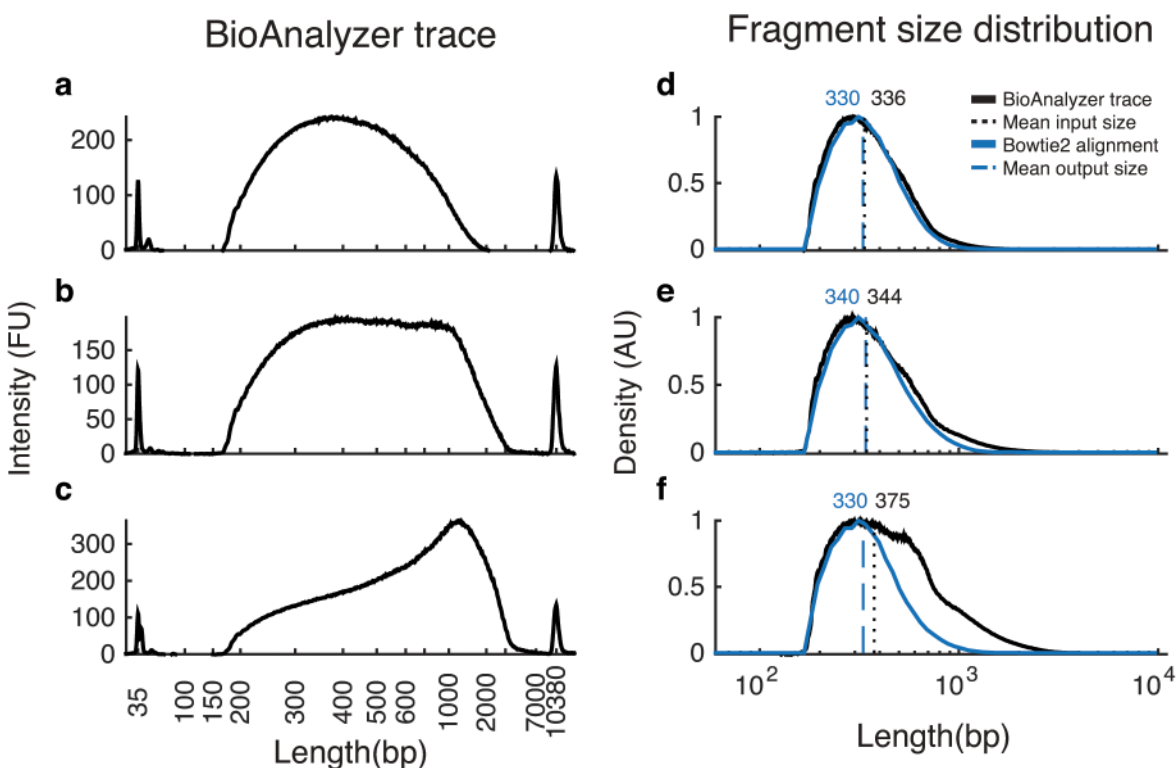 BioAnalyzer trace
Fragment size distribution
a
200
100
0
b
150
100
50
0
c
300
200
100
0
35
100
150
200
300
400
500
600
1000
2000
7000
10380
Length(bp)
Intensity (FU)
d
330 336
1
0.5
0
BioAnalyzer trace
Mean input size
Bowtie2 alignment
Mean output size
e
340 344
1
0.5
0
f
330 375
1
0.5
0
10²
10³
10⁴
Length(bp)
Density (AU)